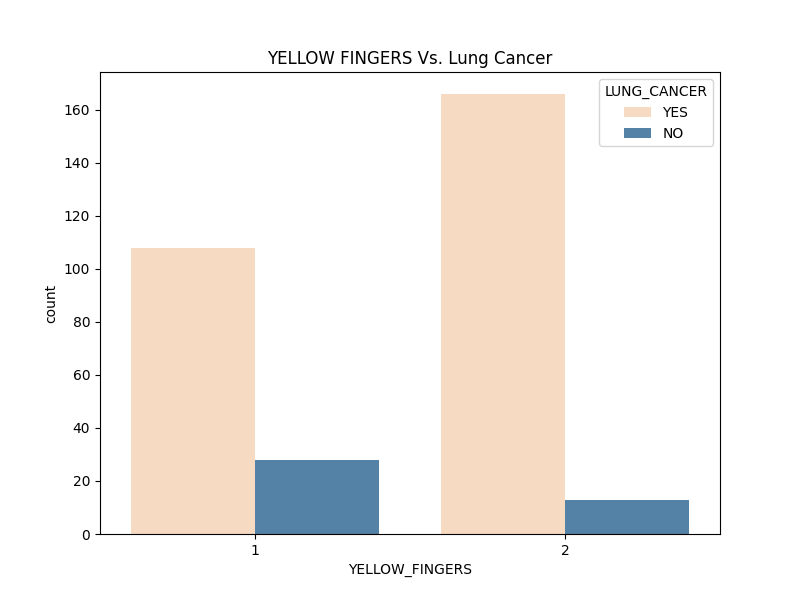 YELLOW FINGERS Vs. Lung Cancer
LUNG_CANCER
YES
NO
160
140
120
100
80
60
40
20
0
count
1
2
YELLOW_FINGERS